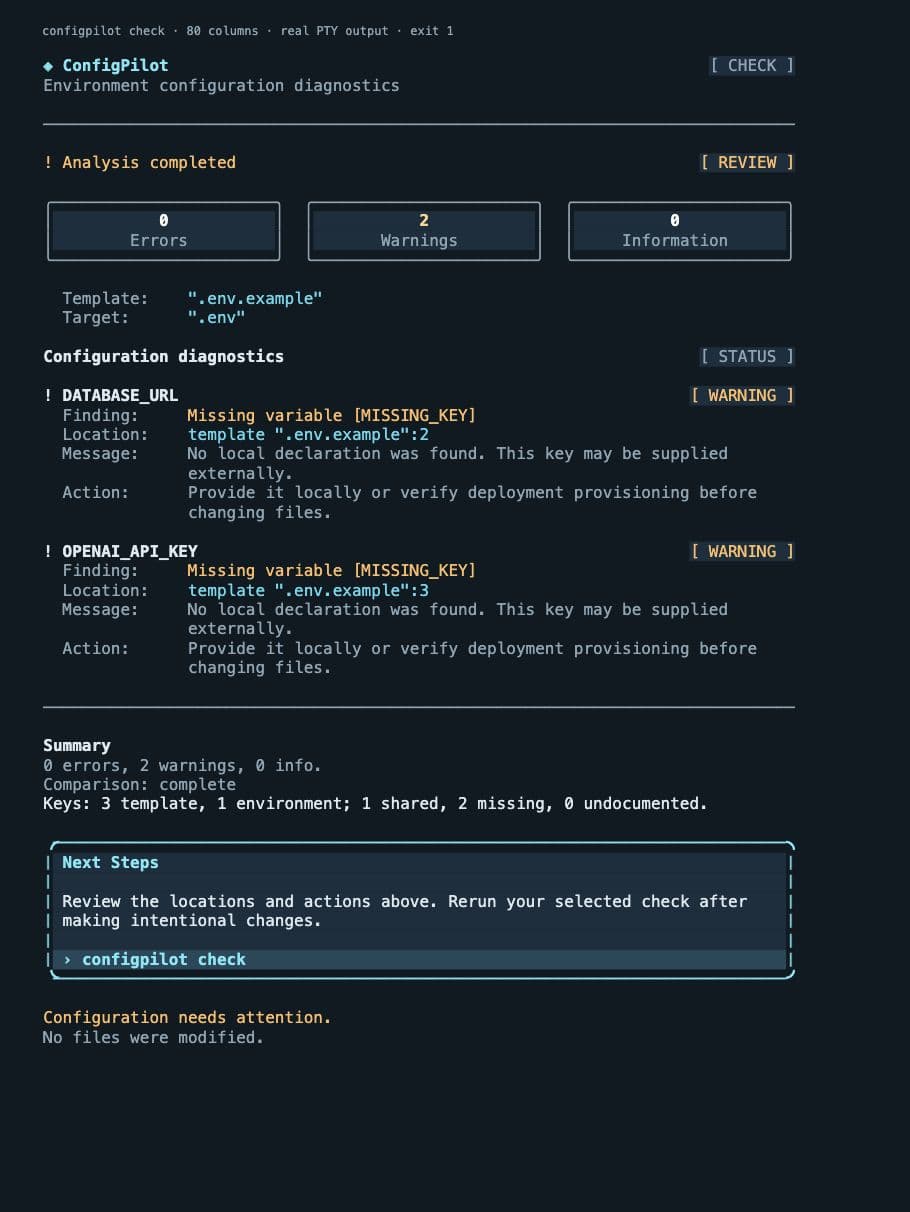 configpilot check · 80 columns · real PTY output · exit 1
◆ ConfigPilot [ CHECK ]
Environment configuration diagnostics
! Analysis completed [ REVIEW ]
0 2 0
Errors Warnings Information
Template: ".env.example"
Target: ".env"
Configuration diagnostics [ STATUS ]
! DATABASE_URL [ WARNING ]
Finding: Missing variable [MISSING_KEY]
Location: template ".env.example":2
Message: No local declaration was found. This key may be supplied
externally.
Action: Provide it locally or verify deployment provisioning before
changing files.
! OPENAI_API_KEY [ WARNING ]
Finding: Missing variable [MISSING_KEY]
Location: template ".env.example":3
Message: No local declaration was found. This key may be supplied
externally.
Action: Provide it locally or verify deployment provisioning before
changing files.
Summary
0 errors, 2 warnings, 0 info.
Comparison: complete
Keys: 3 template, 1 environment; 1 shared, 2 missing, 0 undocumented.
Next Steps
Review the locations and actions above. Rerun your selected check after
making intentional changes.
› configpilot check
Configuration needs attention.
No files were modified.